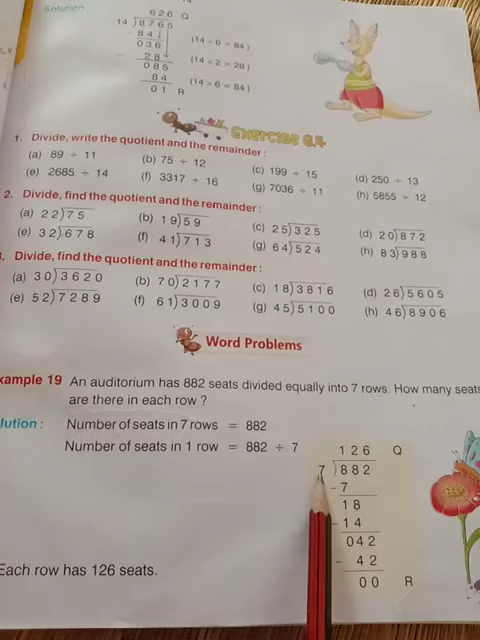 Solution
626 Q
14)8765
- 84
(14 × 6 = 84)
036
- 28
(14 × 2 = 28)
085
84
(14 × 6 = 84)
01 R
Exercise 6.4
1. Divide, write the quotient and the remainder :
(a) 89 ÷ 11 (b) 75 ÷ 12 (c) 199 ÷ 15 (d) 250 ÷ 13
(e) 2685 ÷ 14 (f) 3317 ÷ 16 (g) 7036 ÷ 11 (h) 5855 ÷ 12
2. Divide, find the quotient and the remainder :
(a) 22)75 (b) 19)59 (c) 25)325 (d) 20)872
(e) 32)678 (f) 41)713 (g) 64)524 (h) 83)988
. Divide, find the quotient and the remainder :
(a) 30)3620 (b) 70)2177 (c) 18)3816 (d) 26)5605
(e) 52)7289 (f) 61)3009 (g) 45)5100 (h) 46)8906
Word Problems
xample 19 An auditorium has 882 seats divided equally into 7 rows. How many seats
are there in each row ?
lution : Number of seats in 7 rows = 882
Number of seats in 1 row = 882 ÷ 7
126 Q
7)882
- 7
18
- 14
042
- 42
00 R
Each row has 126 seats.